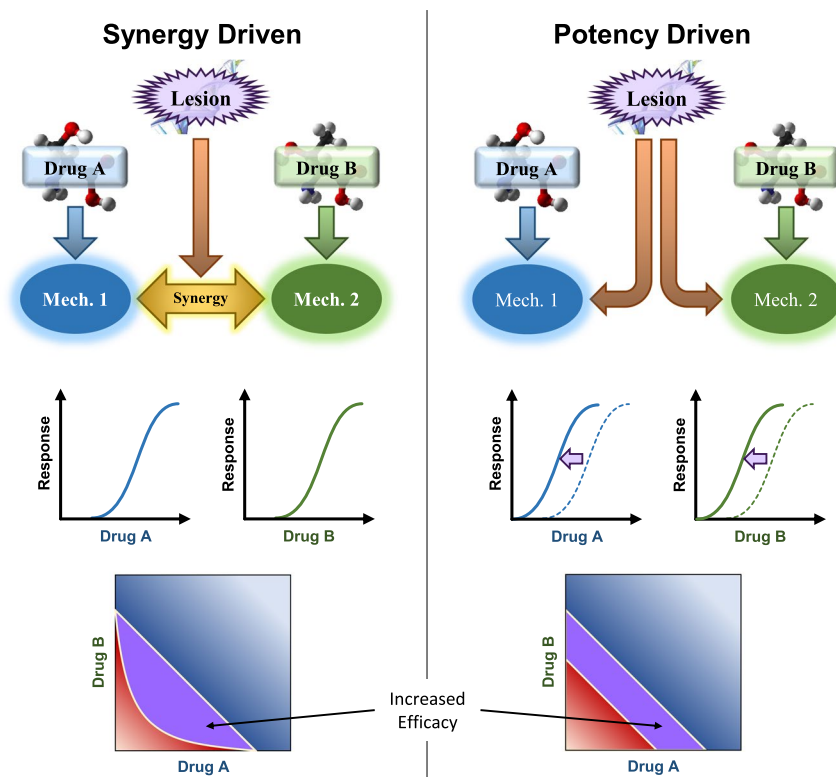 Synergy Driven
Lesion
Drug A
Drug B
Mech. 1
Synergy
Mech. 2
Response
Drug A
Response
Drug B
Drug B
Drug A
Potency Driven
Lesion
Drug A
Drug B
Mech. 1
Mech. 2
Response
Drug A
Response
Drug B
Drug B
Drug A
Increased
Efficacy